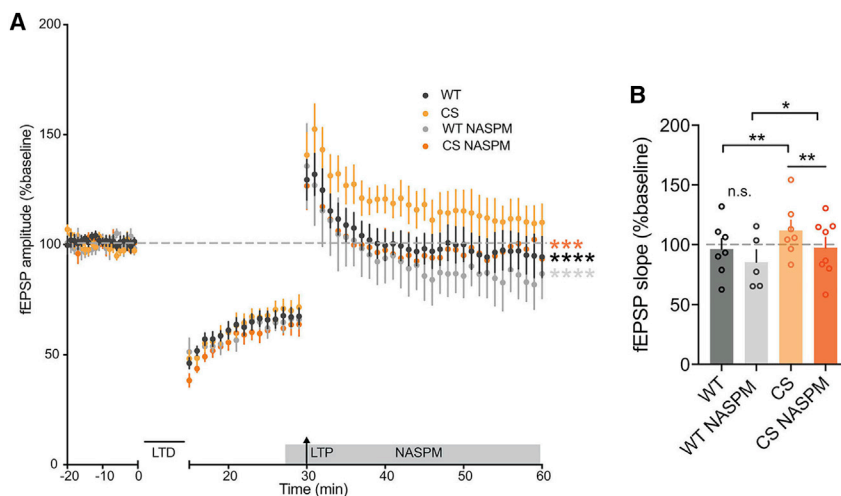 A
200
150
100
50
0
fEPSP amplitude (%baseline)
WT
CS
WT NASPM
CS NASPM
***
****
****
LTD
LTP
NASPM
-20
-10
0
20
30
40
50
60
Time (min)
B
200
150
100
50
0
fEPSP slope (%baseline)
*
**
**
n.s.
WT
WT NASPM
CS
CS NASPM